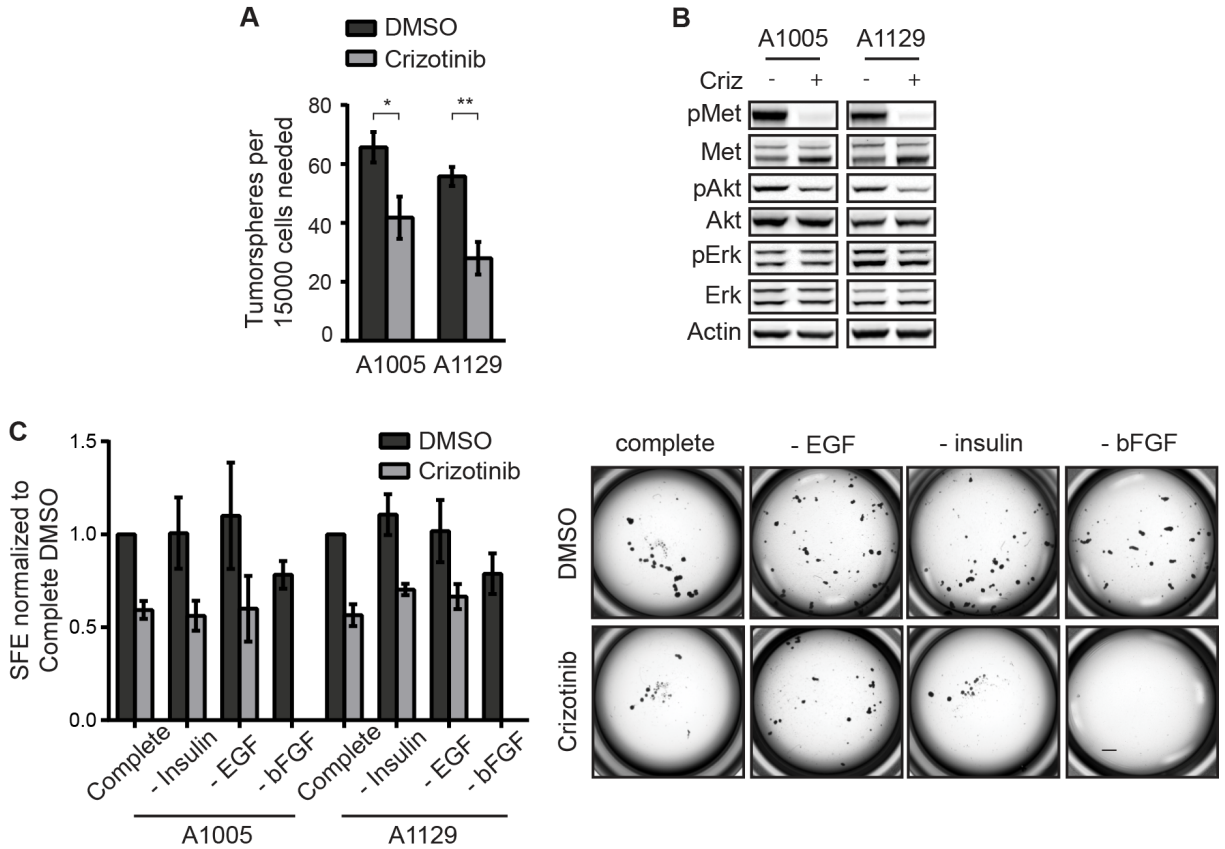 A
DMSO
Crizotinib
Tumorspheres per
15000 cells needed
80
60
40
20
0
*
**
A1005 A1129
B
A1005 A1129
Criz - + - +
pMet
Met
pAkt
Akt
pErk
Erk
Actin
C
DMSO
Crizotinib
SFE normalized to
Complete DMSO
1.5
1.0
0.5
0.0
Complete
- Insulin
- EGF
- bFGF
Complete
- Insulin
- EGF
- bFGF
A1005
A1129
complete - EGF - insulin - bFGF
DMSO
Crizotinib